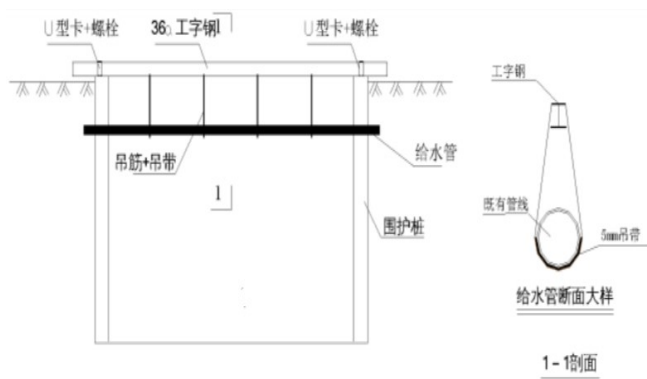 U型卡+螺栓
36a工字钢
1
U型卡+螺栓
工字钢
给水管
吊筋+吊带
1
既有管线
围护桩
5mm吊带
给水管断面大样
1-1剖面